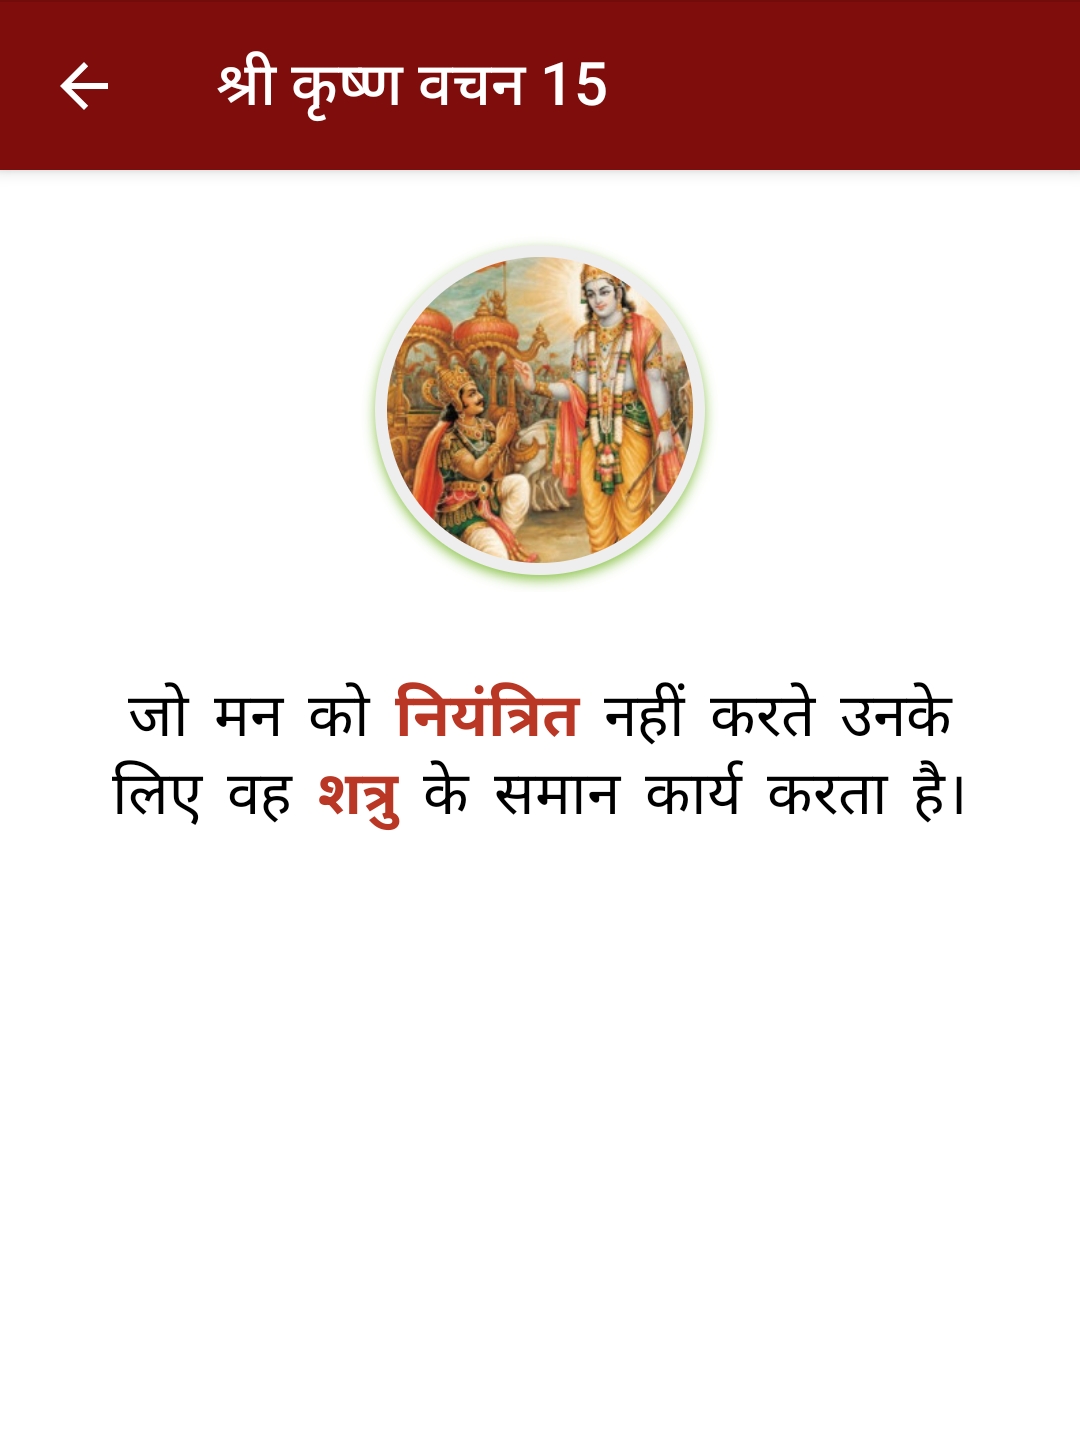 श्री कृष्ण वचन 15
जो मन को नियंत्रित नहीं करते उनके
लिए वह शत्रु के समान कार्य करता है।